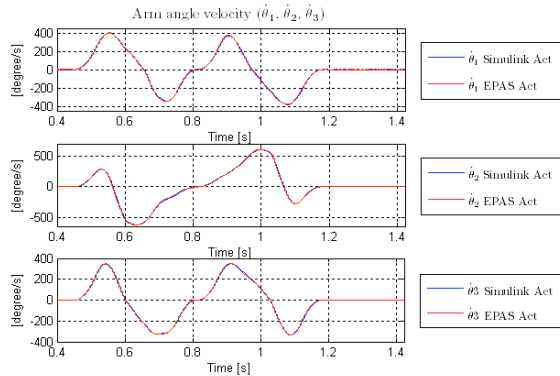 Arm angle velocity (θ̇₁, θ̇₂, θ̇₃)
[degree/s]
400
200
0
-200
-400
0.4 0.6 0.8 1 1.2 1.4
Time [s]
θ̇₁ Simulink Act
θ̇₁ EPAS Act
[degree/s]
500
0
-500
0.4 0.6 0.8 1 1.2 1.4
Time [s]
θ̇₂ Simulink Act
θ̇₂ EPAS Act
[degree/s]
400
200
0
-200
-400
0.4 0.6 0.8 1 1.2 1.4
Time [s]
θ̇3 Simulink Act
θ̇3 EPAS Act